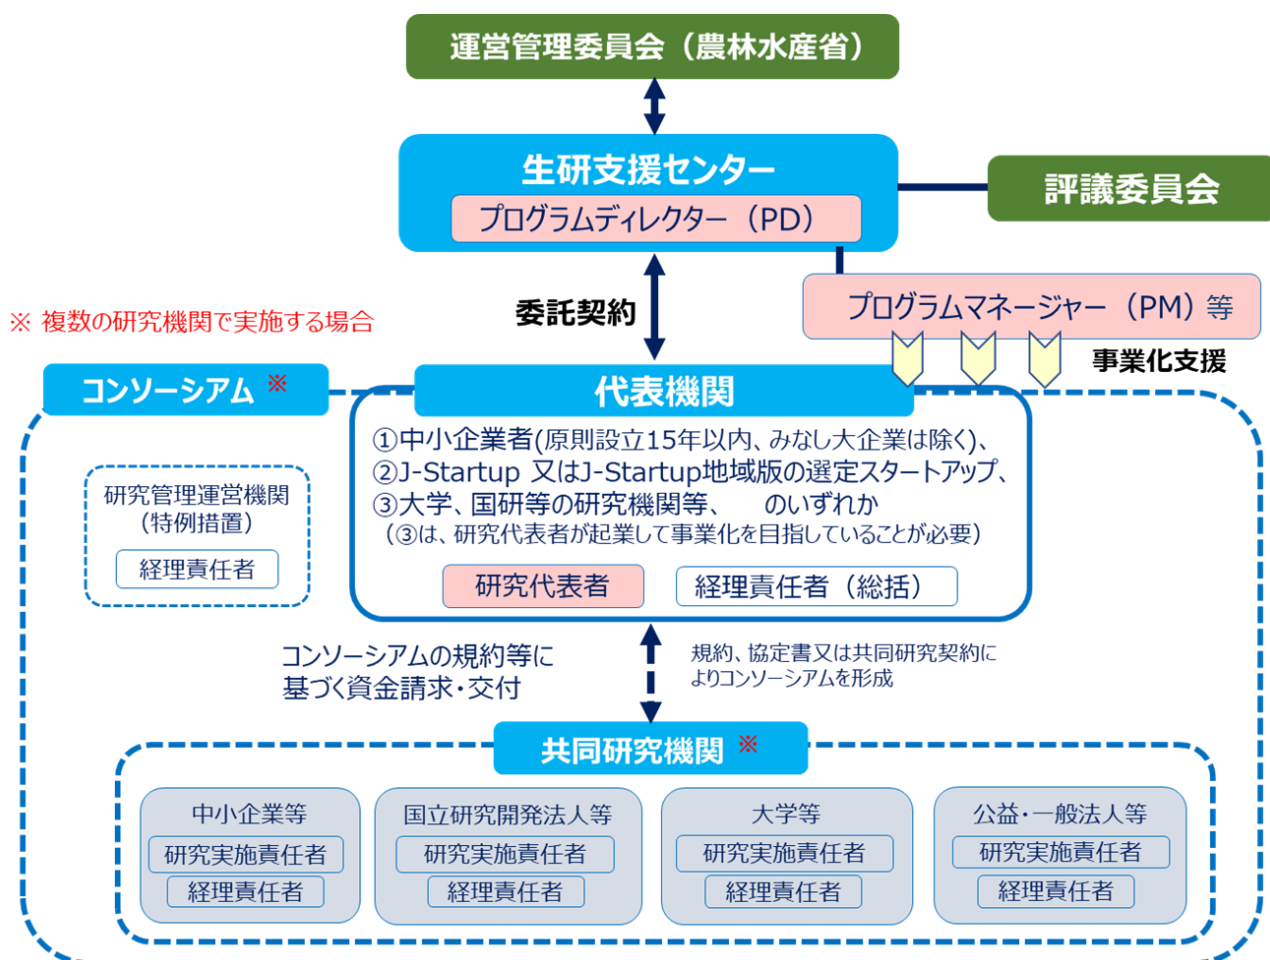 運営管理委員会（農林水産省）
生研支援センター
プログラムディレクター（PD）
評議委員会
委託契約
プログラムマネージャー（PM）等
事業化支援
※ 複数の研究機関で実施する場合
コンソーシアム ※
代表機関
①中小企業者(原則設立15年以内、みなし大企業は除く)、
②J-Startup 又はJ-Startup地域版の選定スタートアップ、
③大学、国研等の研究機関等、 のいずれか
（③は、研究代表者が起業して事業化を目指していることが必要）
研究代表者
経理責任者（総括）
研究管理運営機関
（特例措置）
経理責任者
コンソーシアムの規約等に
基づく資金請求・交付
規約、協定書又は共同研究契約に
よりコンソーシアムを形成
共同研究機関 ※
中小企業等
研究実施責任者
経理責任者
国立研究開発法人等
研究実施責任者
経理責任者
大学等
研究実施責任者
経理責任者
公益・一般法人等
研究実施責任者
経理責任者